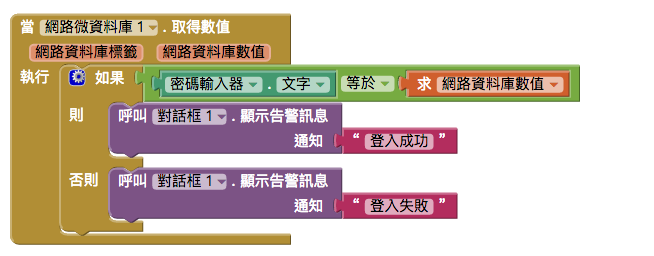 當 網路微資料庫 1 . 取得數值
網路資料庫標籤 網路資料庫數值
執行 如果 密碼輸入器 . 文字 等於 求 網路資料庫數值
則 呼叫 對話框 1 . 顯示告警訊息
通知 “ 登入成功 ”
否則 呼叫 對話框 1 . 顯示告警訊息
通知 “ 登入失敗 ”